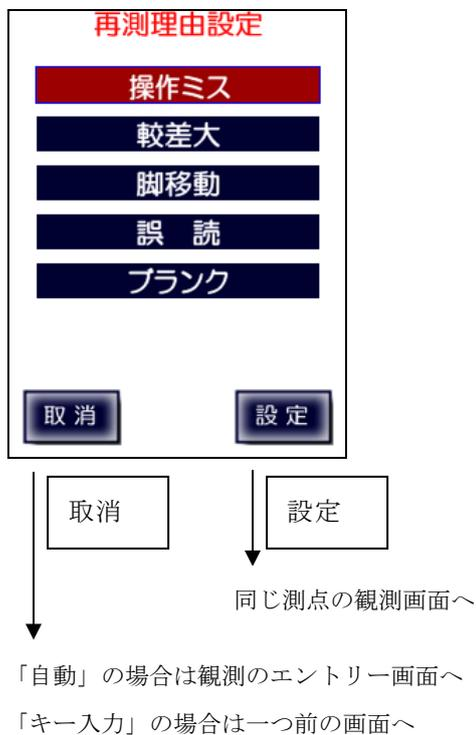 再測理由設定
操作ミス
較差大
脚移動
誤　読
ブランク
取 消
設 定
取消
設定
同じ測点の観測画面へ
「自動」の場合は観測のエントリー画面へ
「キー入力」の場合は一つ前の画面へ